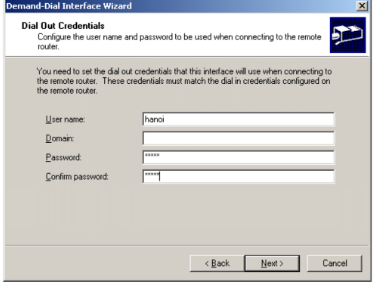 Demand-Dial Interface Wizard
Dial Out Credentials
Configure the user name and password to be used when connecting to the remote
router.
You need to set the dial out credentials that this interface will use when connecting to
the remote router. These credentials must match the dial in credentials configured on
the remote router.
User name: hanoi
Domain:
Password: *****
Confirm password: *****
< Back Next > Cancel